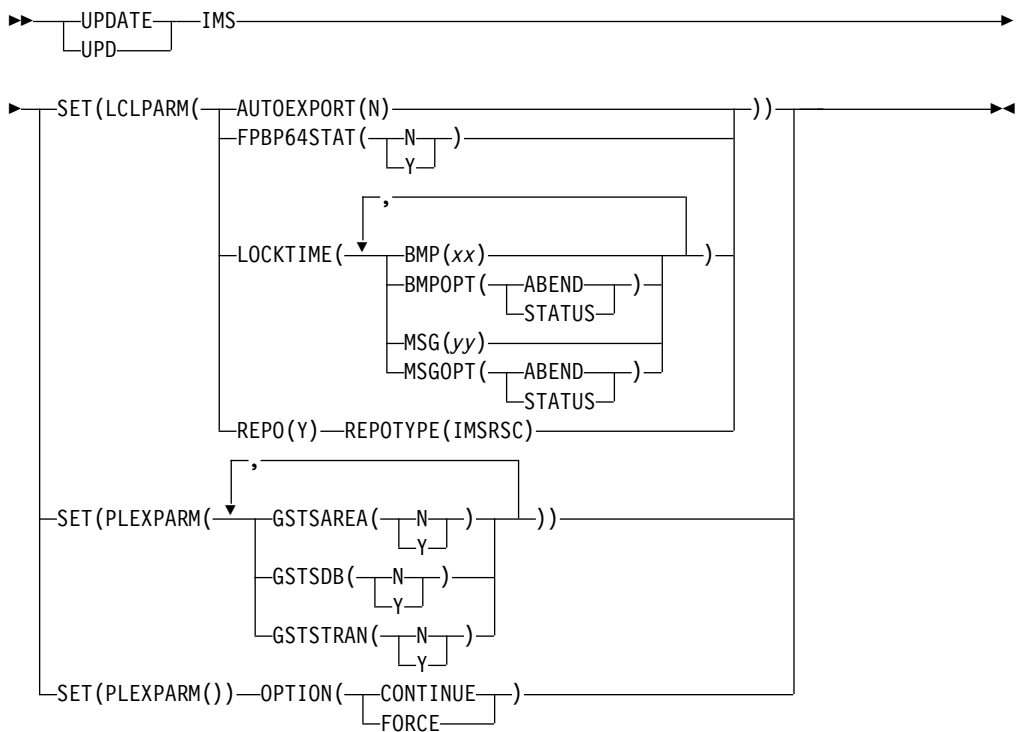 UPDATE IMS
UPD
SET(LCLPARM( AUTOEXPORT(N) ))
FPBP64STAT( N )
Y
,
LOCKTIME( BMP(xx) )
BMPOPT( ABEND )
STATUS
MSG(yy)
MSGOPT( ABEND )
STATUS
REPO(Y) REPOTYPE(IMSRSC)
,
SET(PLEXPARM( GSTSAREA( N ) ))
Y
GSTSDB( N )
Y
GSTSTRAN( N )
Y
SET(PLEXPARM()) OPTION( CONTINUE )
FORCE